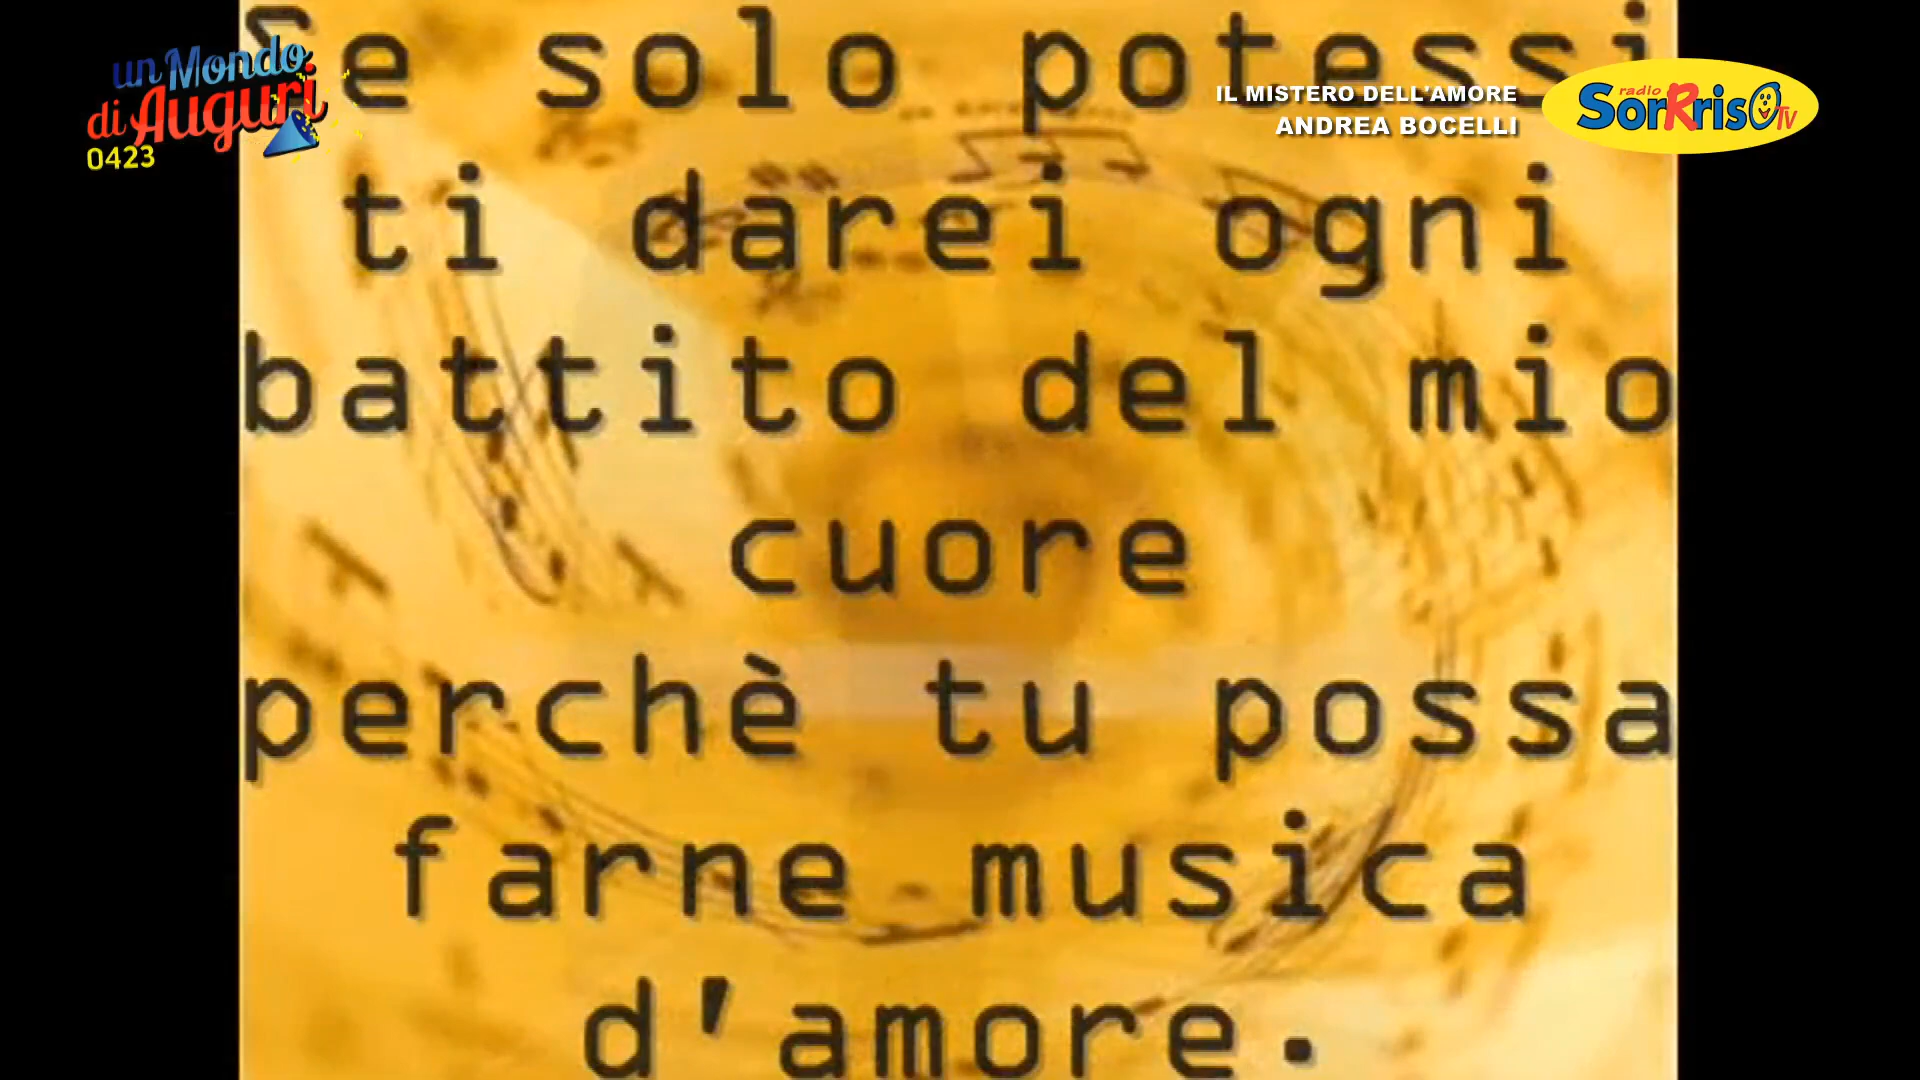 un Mondo
di Auguri
0423
IL MISTERO DELL'AMORE
ANDREA BOCELLI
radio
SorRriso TV
Se solo potessi
ti darei ogni
battito del mio
cuore
perchè tu possa
farne musica
d'amore.